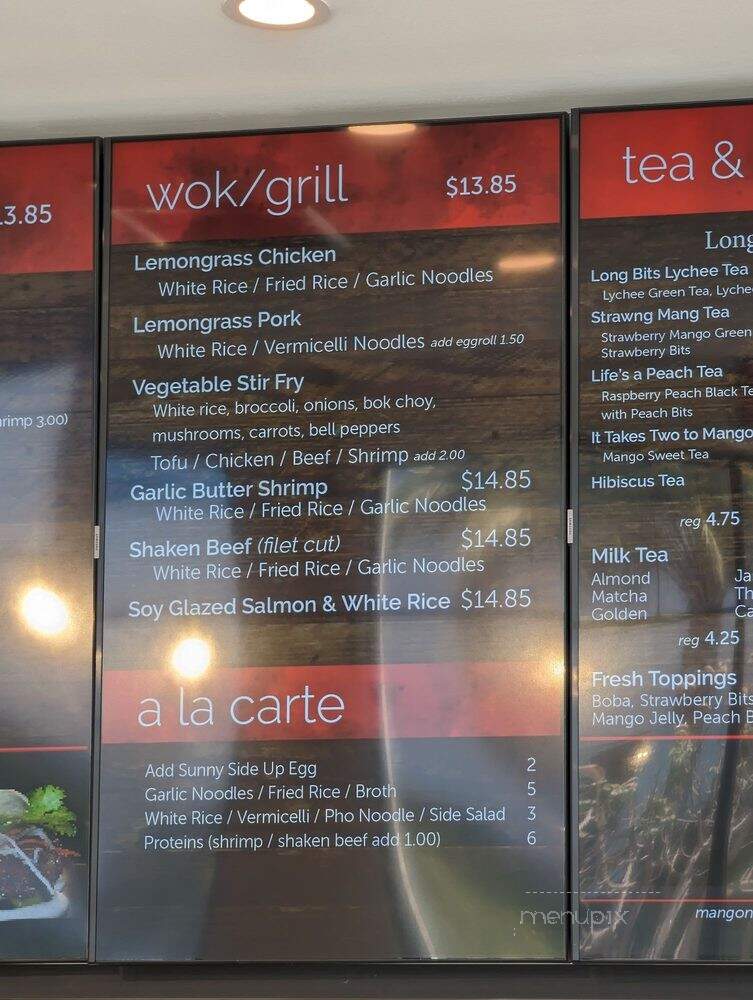 13.85
hrimp 3.00)
wok/grill $13.85
Lemongrass Chicken
White Rice / Fried Rice / Garlic Noodles
Lemongrass Pork
White Rice / Vermicelli Noodles add eggroll 1.50
Vegetable Stir Fry
White rice, broccoli, onions, bok choy,
mushrooms, carrots, bell peppers
Tofu / Chicken / Beef / Shrimp add 2.00
Garlic Butter Shrimp $14.85
White Rice / Fried Rice / Garlic Noodles
Shaken Beef (filet cut) $14.85
White Rice / Fried Rice / Garlic Noodles
Soy Glazed Salmon & White Rice $14.85
a la carte
Add Sunny Side Up Egg 2
Garlic Noodles / Fried Rice / Broth 5
White Rice / Vermicelli / Pho Noodle / Side Salad 3
Proteins (shrimp / shaken beef add 1.00) 6
tea &
Long
Long Bits Lychee Tea
Lychee Green Tea, Lychee
Strawng Mang Tea
Strawberry Mango Green
Strawberry Bits
Life's a Peach Tea
Raspberry Peach Black Te
with Peach Bits
It Takes Two to Mango
Mango Sweet Tea
Hibiscus Tea
reg 4.75
Milk Tea
Almond Ja
Matcha Th
Golden Ca
reg 4.25
Fresh Toppings
Boba, Strawberry Bits
Mango Jelly, Peach B
mangon
menupix